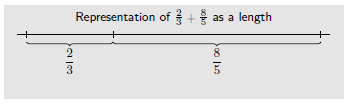 Representation of 2/3 + 8/5 as a length
2/3 8/5